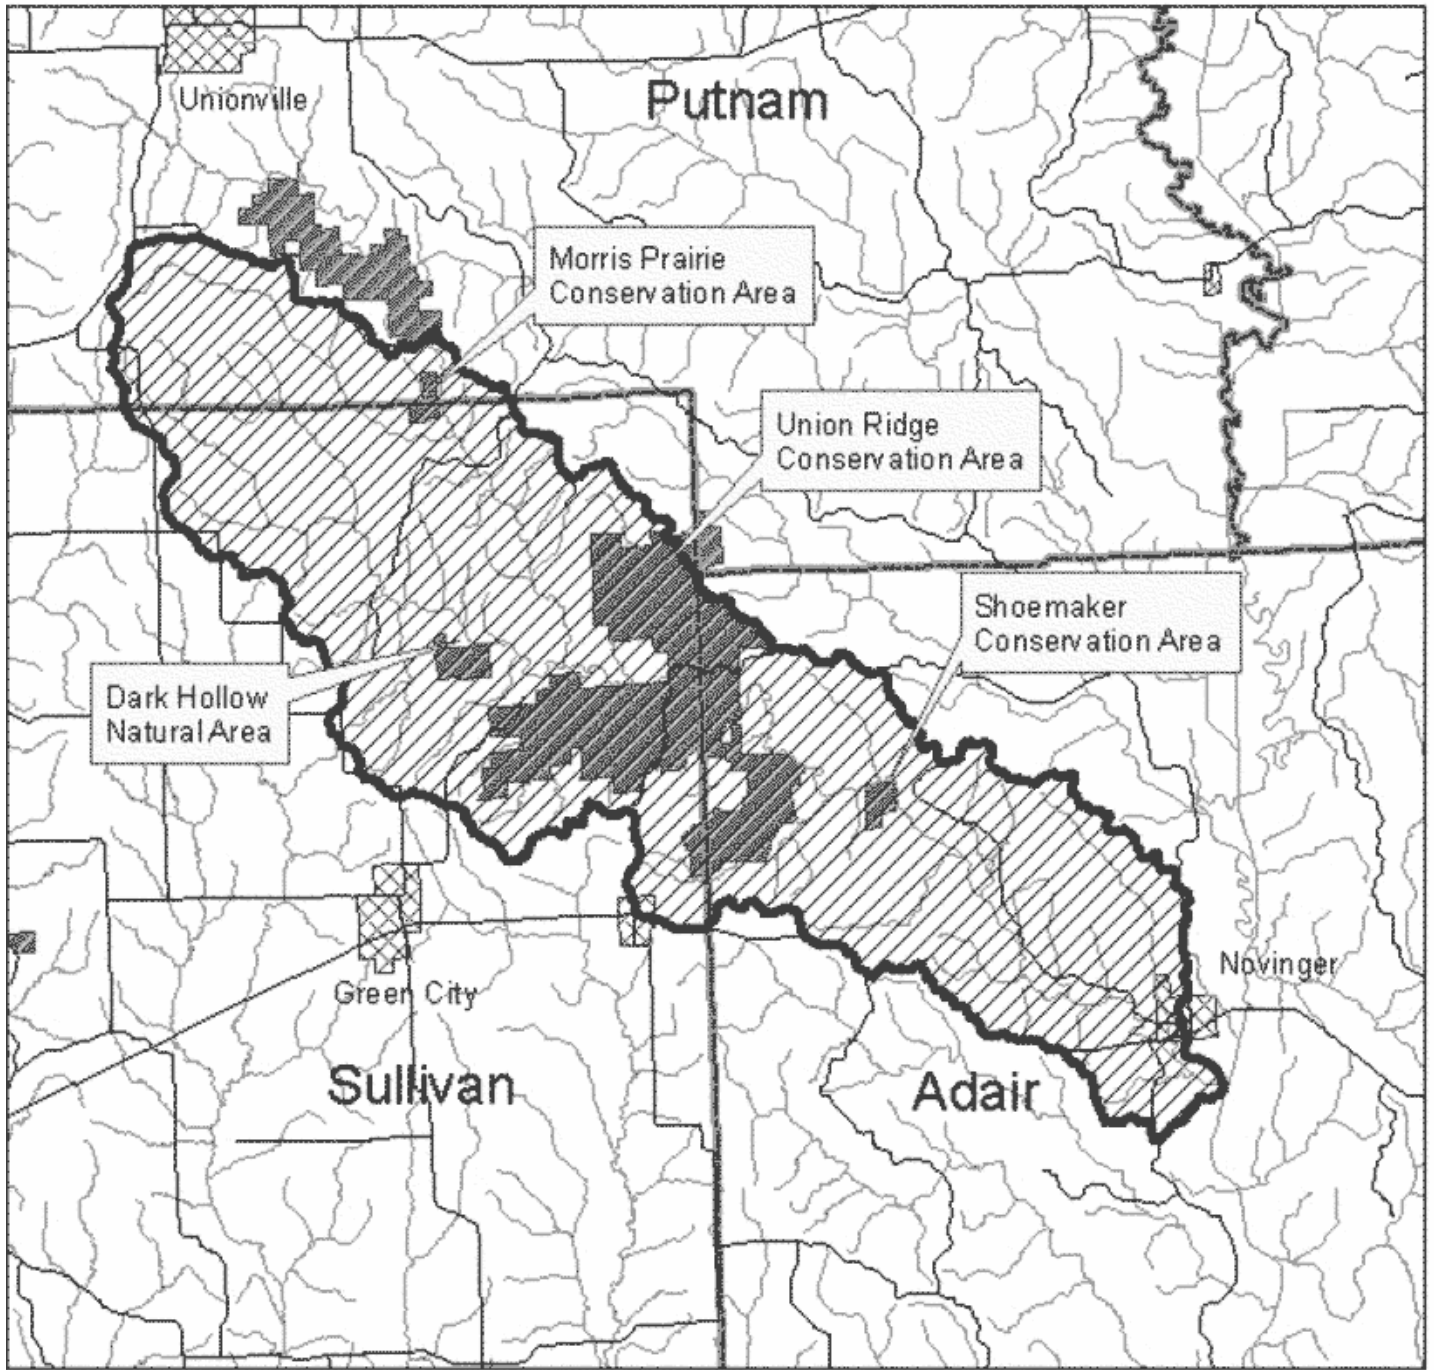 Unionville
Putnam
Morris Prairie
Conservation Area
Union Ridge
Conservation Area
Shoemaker
Conservation Area
Dark Hollow
Natural Area
Novinger
Green City
Sullivan
Adair